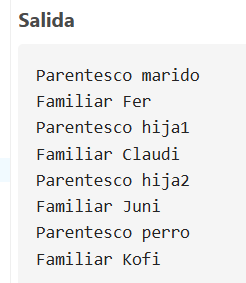 Salida
Parentesco marido
Familiar Fer
Parentesco hija1
Familiar Claudi
Parentesco hija2
Familiar Juni
Parentesco perro
Familiar Kofi